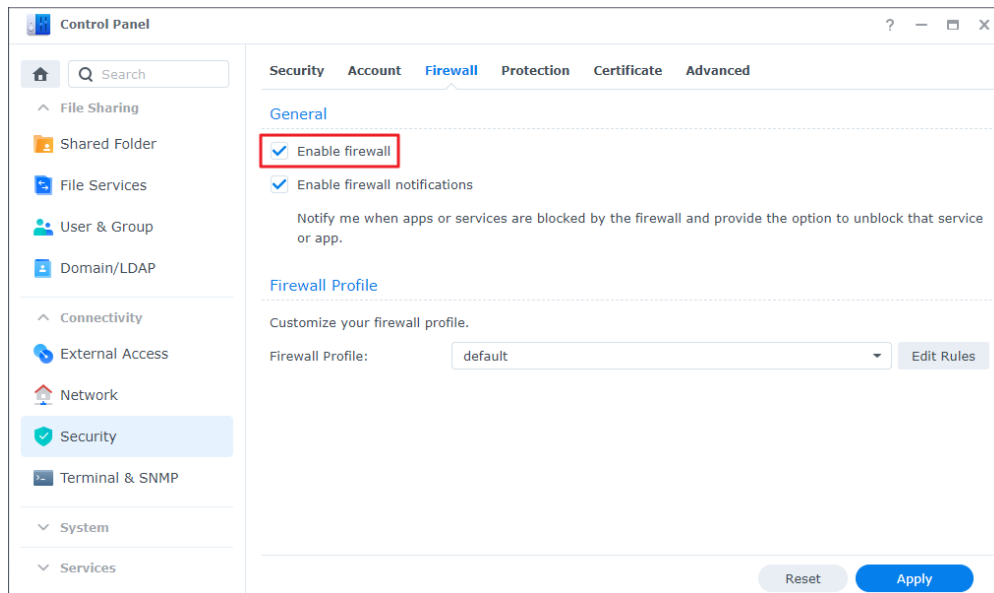 Control Panel
?
Search
File Sharing
Shared Folder
File Services
User & Group
Domain/LDAP
Connectivity
External Access
Network
Security
Terminal & SNMP
System
Services
Security Account Firewall Protection Certificate Advanced
General
Enable firewall
Enable firewall notifications
Notify me when apps or services are blocked by the firewall and provide the option to unblock that service
or app.
Firewall Profile
Customize your firewall profile.
Firewall Profile: default Edit Rules
Reset Apply